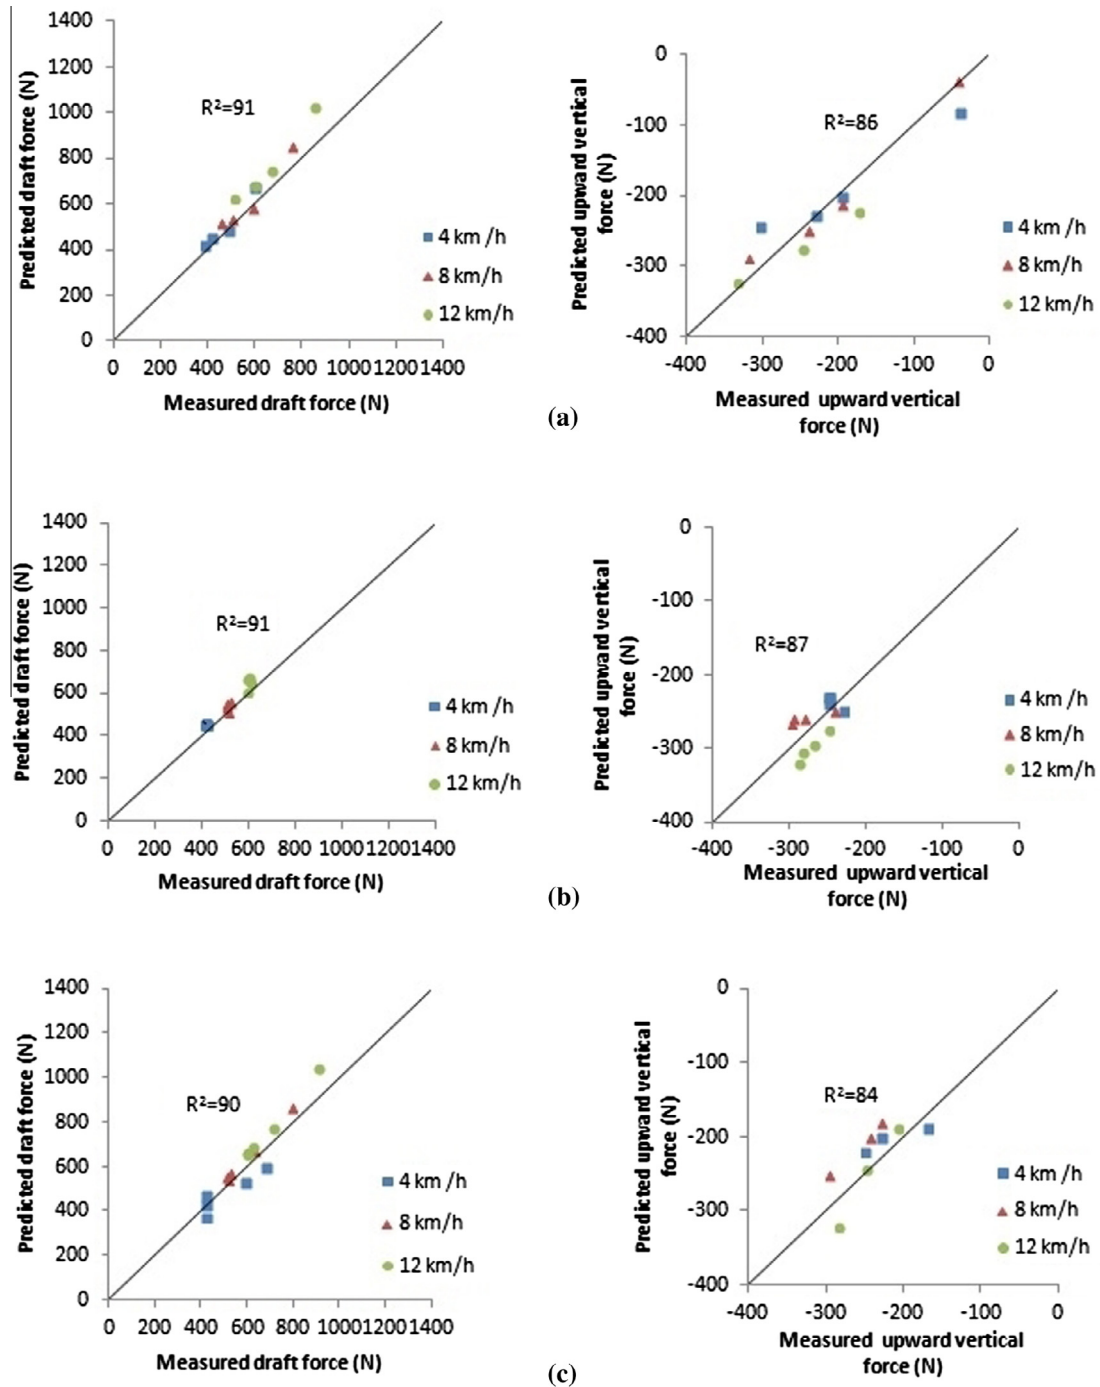 1400
1200
1000
800
600
400
200
0
Predicted draft force (N)
R²=91
4 km /h
8 km/h
12 km/h
0 200 400 600 800 1000 1200 1400
Measured draft force (N)
0
-100
-200
-300
-400
Predicted upward vertical
force (N)
R²=86
4 km /h
8 km/h
12 km/h
-400 -300 -200 -100 0
Measured upward vertical
force (N)
(a)
1400
1200
1000
800
600
400
200
0
Predicted draft force (N)
R²=91
4 km /h
8 km/h
12 km/h
0 200 400 600 800 1000 1200 1400
Measured draft force (N)
0
-100
-200
-300
-400
Predicted upward vertical
force (N)
R²=87
4 km /h
8 km/h
12 km/h
-400 -300 -200 -100 0
Measured upward vertical
force (N)
(b)
1400
1200
1000
800
600
400
200
0
Predicted draft force (N)
R²=90
4 km /h
8 km/h
12 km/h
0 200 400 600 800 1000 1200 1400
Measured draft force (N)
0
-100
-200
-300
-400
Predicted upward vertical
force (N)
R²=84
4 km /h
8 km/h
12 km/h
-400 -300 -200 -100 0
Measured upward vertical
force (N)
(c)